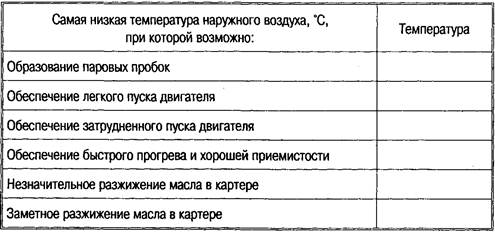 Самая низкая температура наружного воздуха, °С,
при которой возможно:
Температура
Образование паровых пробок
Обеспечение легкого пуска двигателя
Обеспечение затрудненного пуска двигателя
Обеспечение быстрого прогрева и хорошей приемистости
Незначительное разжижение масла в картере
Заметное разжижение масла в картере